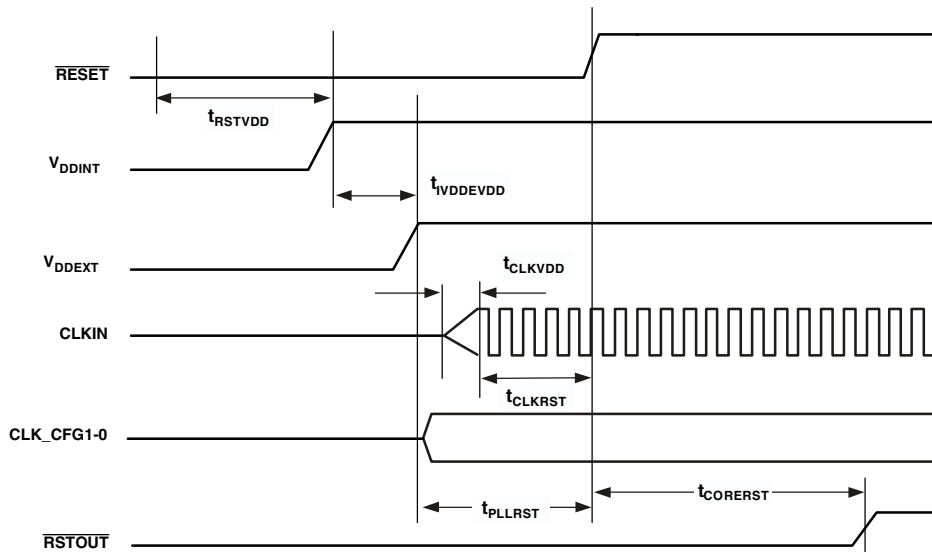 RESET
tRSTVDD
VDDINT
tIVDDEVDD
VDDEXT
tCLKVDD
CLKIN
tCLKRST
CLK_CFG1-0
tPLLRST
tCORERST
RSTOUT